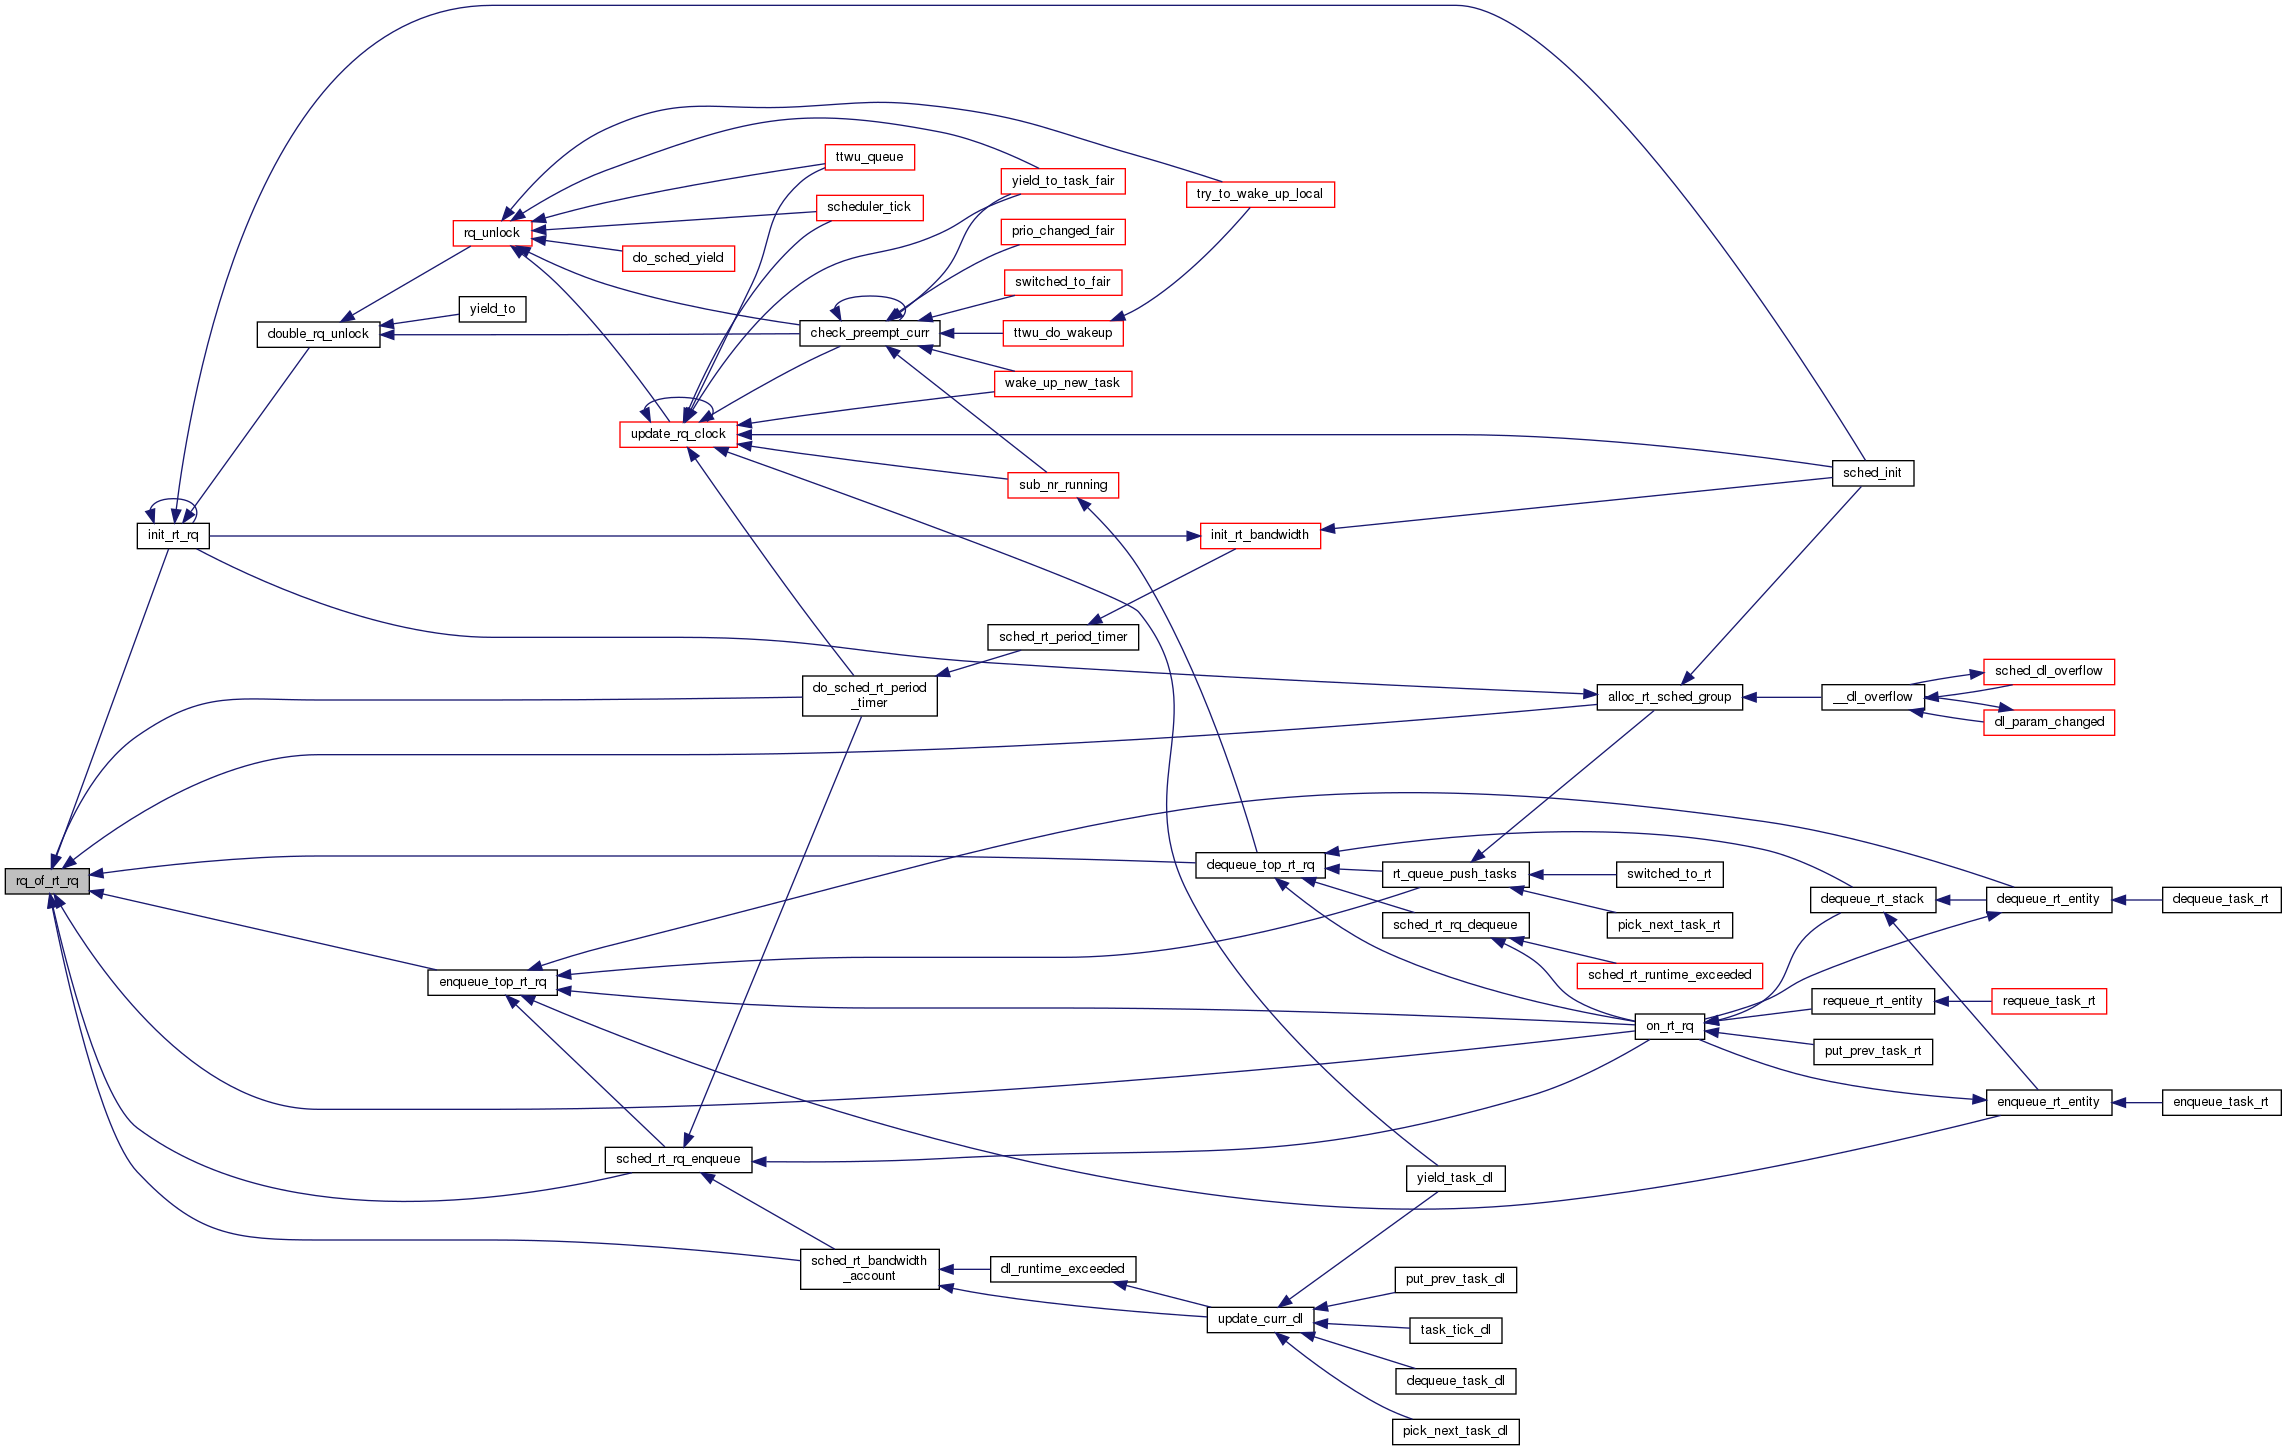 ttwu_queue
yield_to_task_fair
try_to_wake_up_local
scheduler_tick
rq_unlock
prio_changed_fair
do_sched_yield
switched_to_fair
yield_to
double_rq_unlock
check_preempt_curr
ttwu_do_wakeup
wake_up_new_task
update_rq_clock
sched_init
sub_nr_running
init_rt_rq
init_rt_bandwidth
sched_rt_period_timer
do_sched_rt_period
_timer
alloc_rt_sched_group
__dl_overflow
sched_dl_overflow
dl_param_changed
rq_of_rt_rq
dequeue_top_rt_rq
rt_queue_push_tasks
switched_to_rt
dequeue_rt_stack
dequeue_rt_entity
dequeue_task_rt
sched_rt_rq_dequeue
pick_next_task_rt
enqueue_top_rt_rq
sched_rt_runtime_exceeded
requeue_rt_entity
requeue_task_rt
on_rt_rq
put_prev_task_rt
enqueue_rt_entity
enqueue_task_rt
sched_rt_rq_enqueue
yield_task_dl
sched_rt_bandwidth
_account
dl_runtime_exceeded
put_prev_task_dl
update_curr_dl
task_tick_dl
dequeue_task_dl
pick_next_task_dl